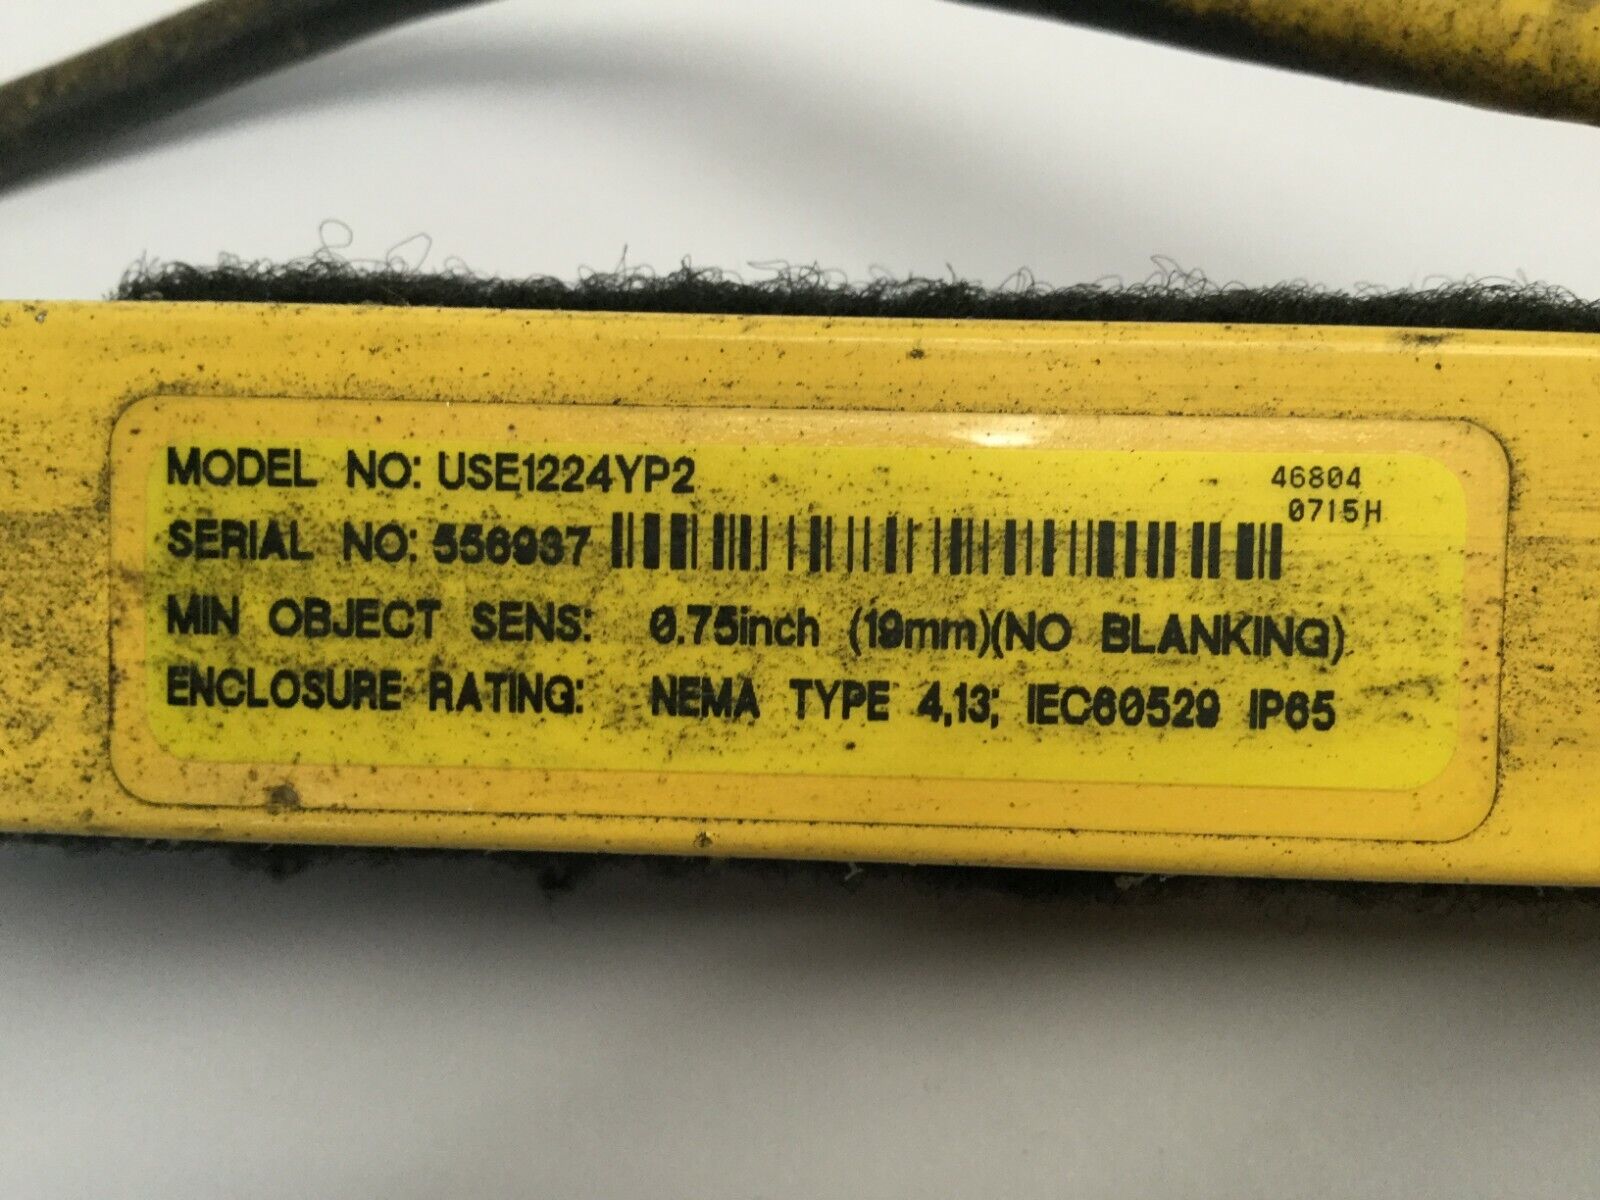 MODEL NO: USE1224YP2
46804
0715H
SERIAL NO: 556937
MIN OBJECT SENS: 0.75inch (19mm)(NO BLANKING)
ENCLOSURE RATING: NEMA TYPE 4,13; IEC60529 IP65